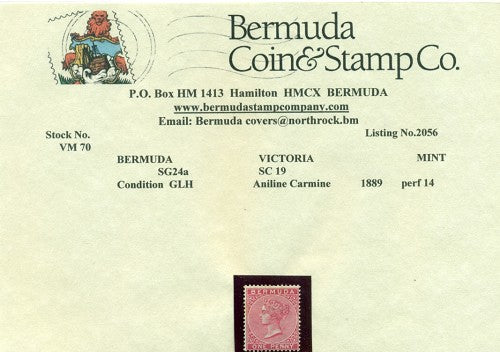 Bermuda
Coin&Stamp Co.
P.O. Box HM 1413 Hamilton HMCX BERMUDA
www.bermudastampcompany.com
Email: Bermuda covers@northrock.bm
Stock No. Listing No.2056
VM 70
BERMUDA VICTORIA MINT
SG24a SC 19
Condition GLH Aniline Carmine 1889 perf 14
BERMUDA
ONE PENNY